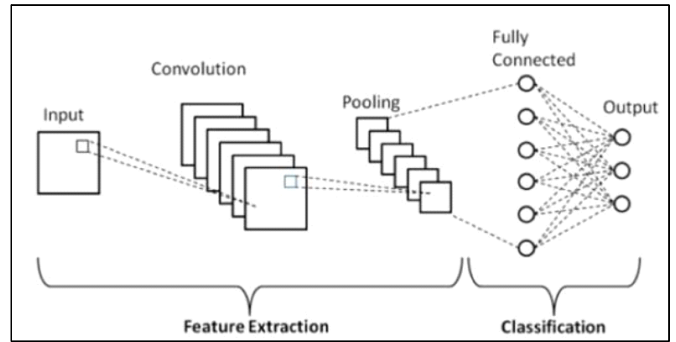 Input
Convolution
Pooling
Fully
Connected
Output
Feature Extraction
Classification